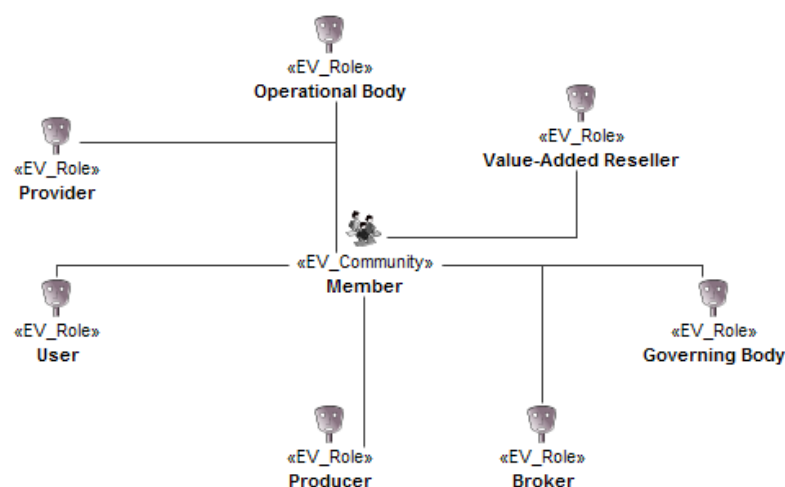 «EV_Role»
Operational Body
«EV_Role»
Value-Added Reseller
«EV_Role»
Provider
«EV_Community»
Member
«EV_Role»
User
«EV_Role»
Governing Body
«EV_Role»
Producer
«EV_Role»
Broker